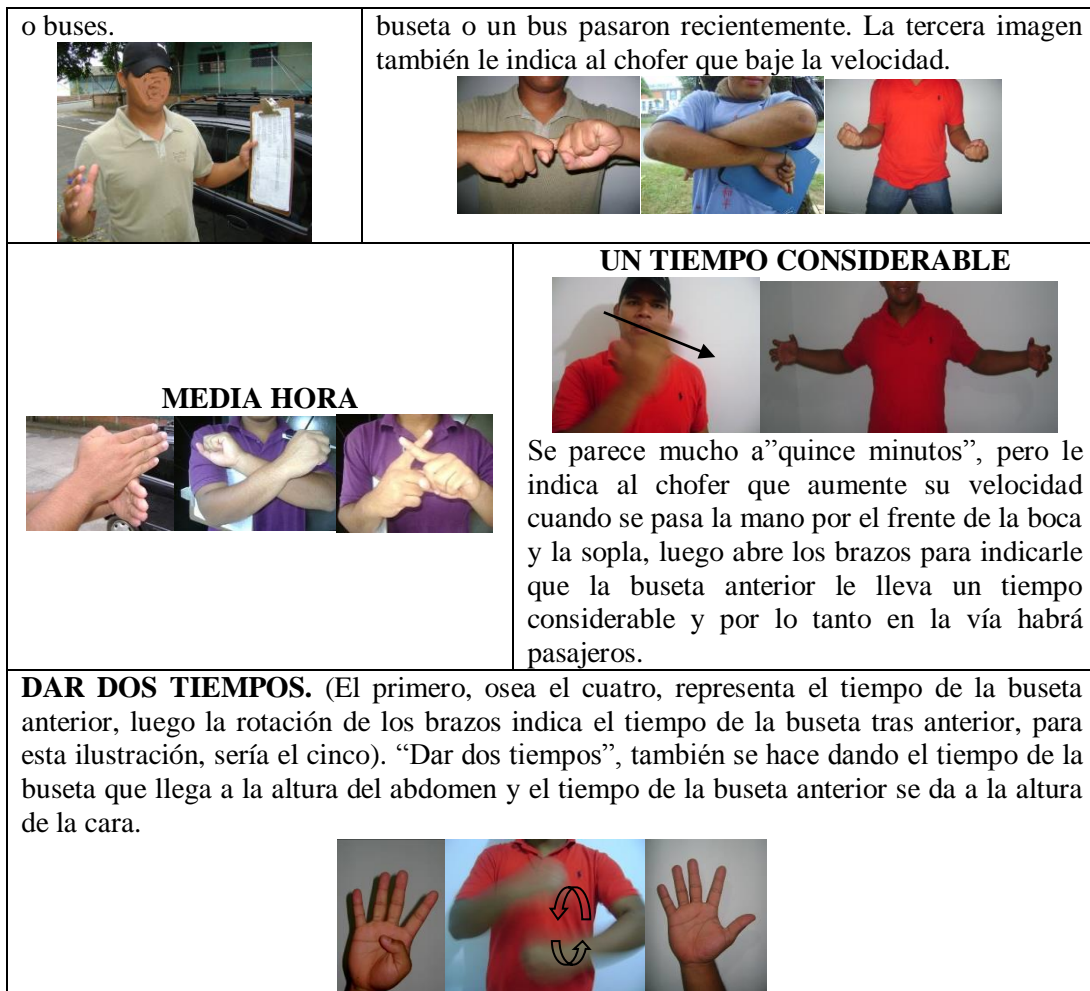 o buses.
buseta o un bus pasaron recientemente. La tercera imagen
también le indica al chofer que baje la velocidad.
MEDIA HORA
UN TIEMPO CONSIDERABLE
Se parece mucho a”quince minutos”, pero le
indica al chofer que aumente su velocidad
cuando se pasa la mano por el frente de la boca
y la sopla, luego abre los brazos para indicarle
que la buseta anterior le lleva un tiempo
considerable y por lo tanto en la vía habrá
pasajeros.
DAR DOS TIEMPOS. (El primero, osea el cuatro, representa el tiempo de la buseta
anterior, luego la rotación de los brazos indica el tiempo de la buseta tras anterior, para
esta ilustración, sería el cinco). “Dar dos tiempos”, también se hace dando el tiempo de la
buseta que llega a la altura del abdomen y el tiempo de la buseta anterior se da a la altura
de la cara.